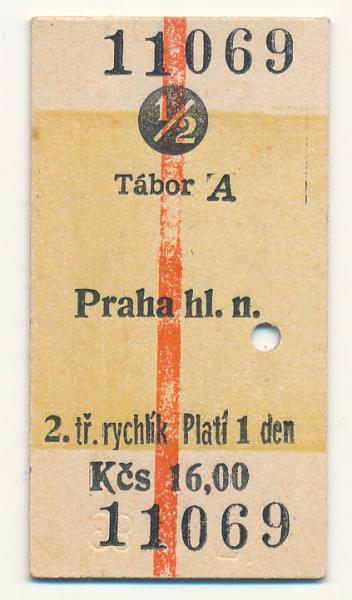 11069
1/2
Tábor A
Praha hl. n.
2. tř. rychlík Platí 1 den
Kčs 16,00
11069